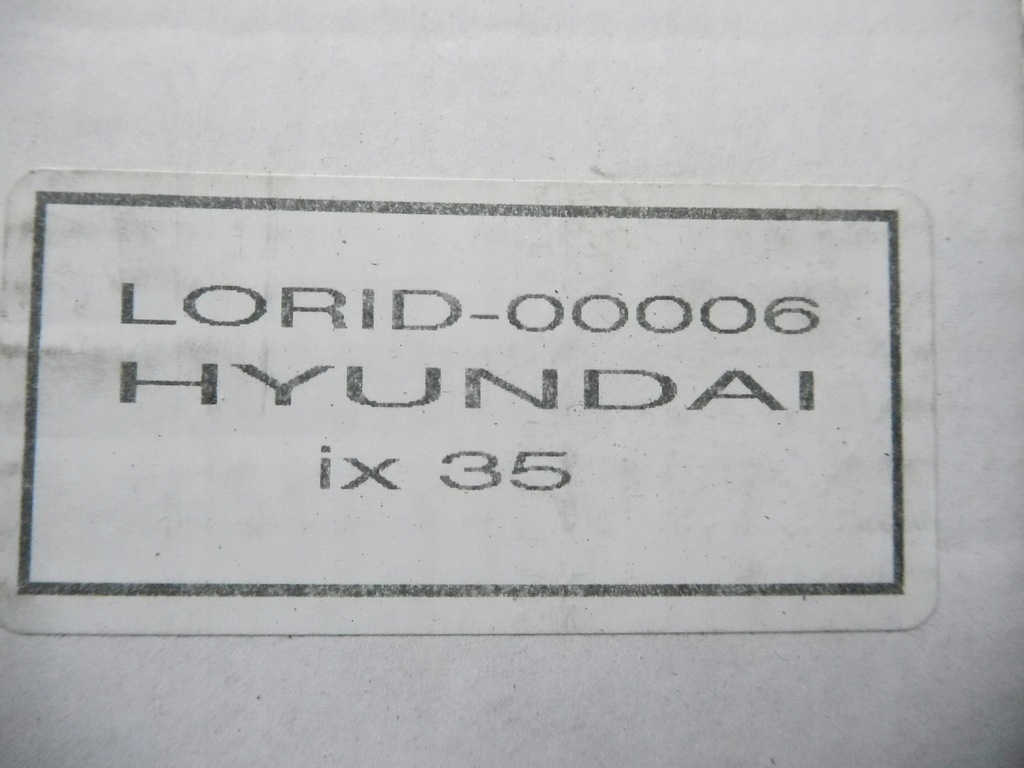 LORID-00006
HYUNDAI
ix 35